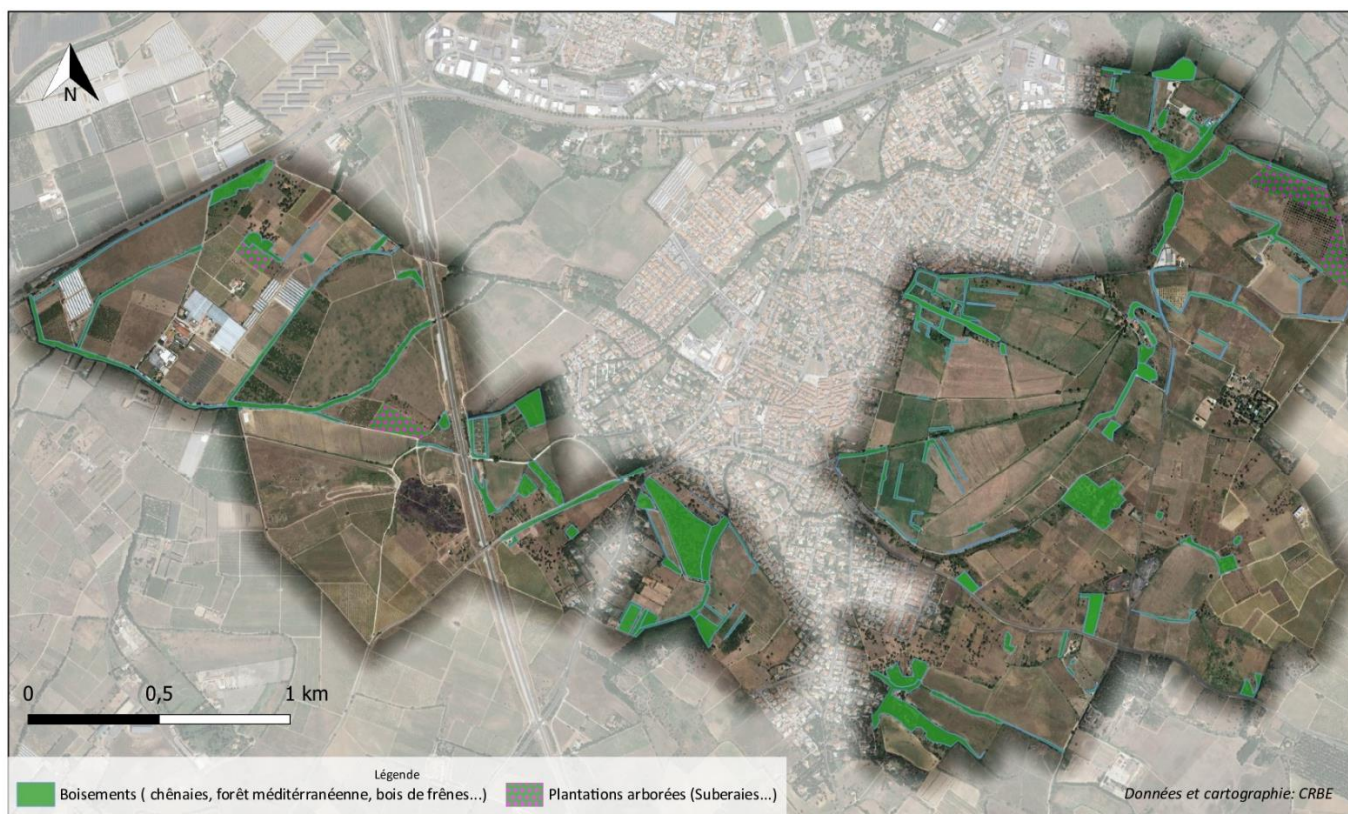 N
0 0,5 1 km
Légende
Boisements ( chênaies, forêt méditérranéenne, bois de frênes...)
Plantations arborées (Suberaies...)
Données et cartographie: CRBE